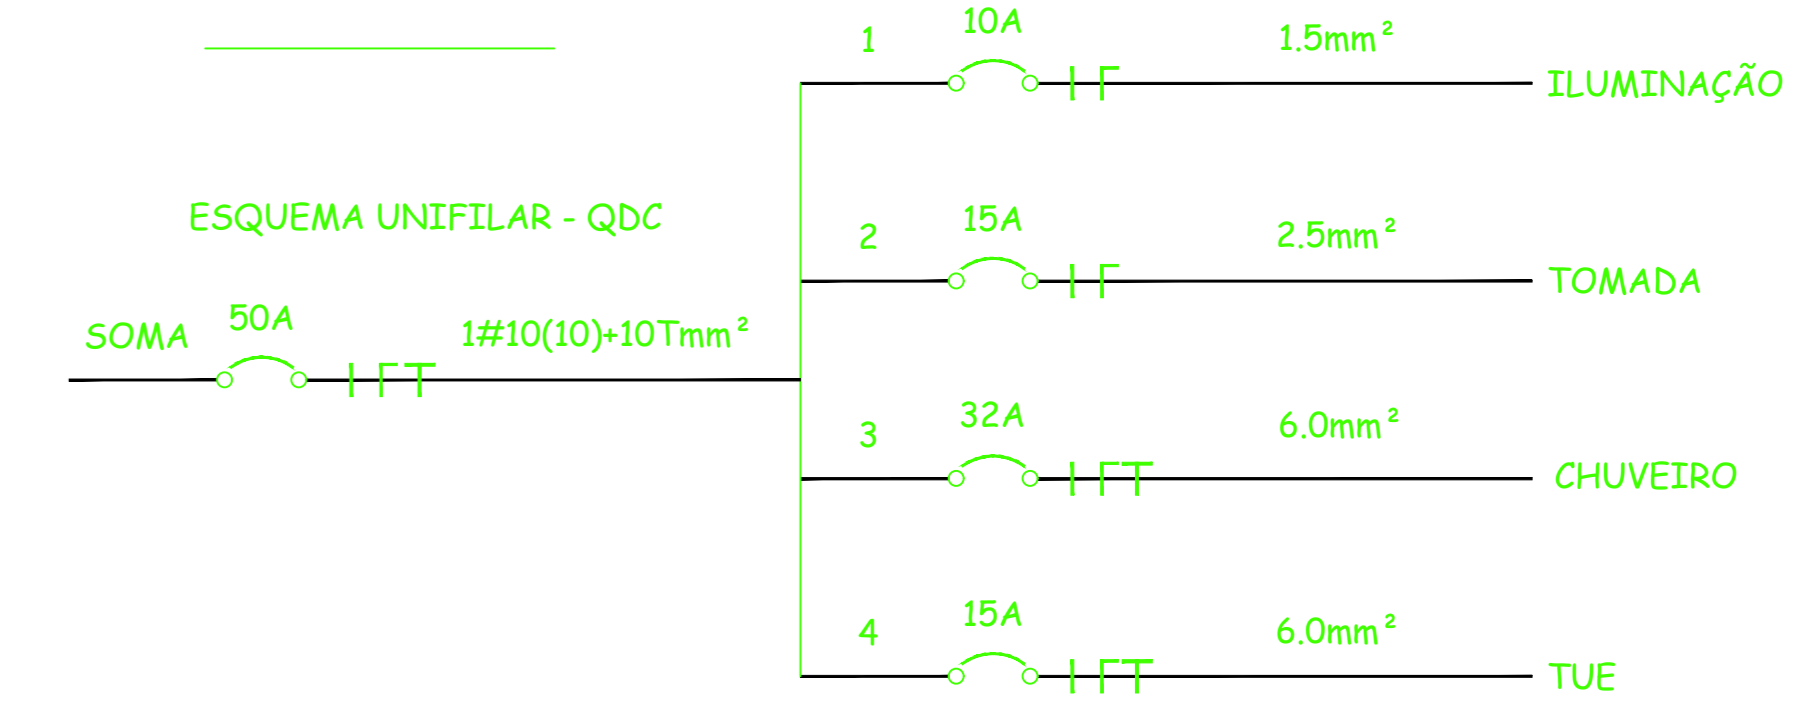 ESQUEMA UNIFILAR - QDC
SOMA
50A
1#10(10)+10Tmm²
1
10A
1.5mm²
ILUMINAÇÃO
2
15A
2.5mm²
TOMADA
3
32A
6.0mm²
CHUVEIRO
4
15A
6.0mm²
TUE